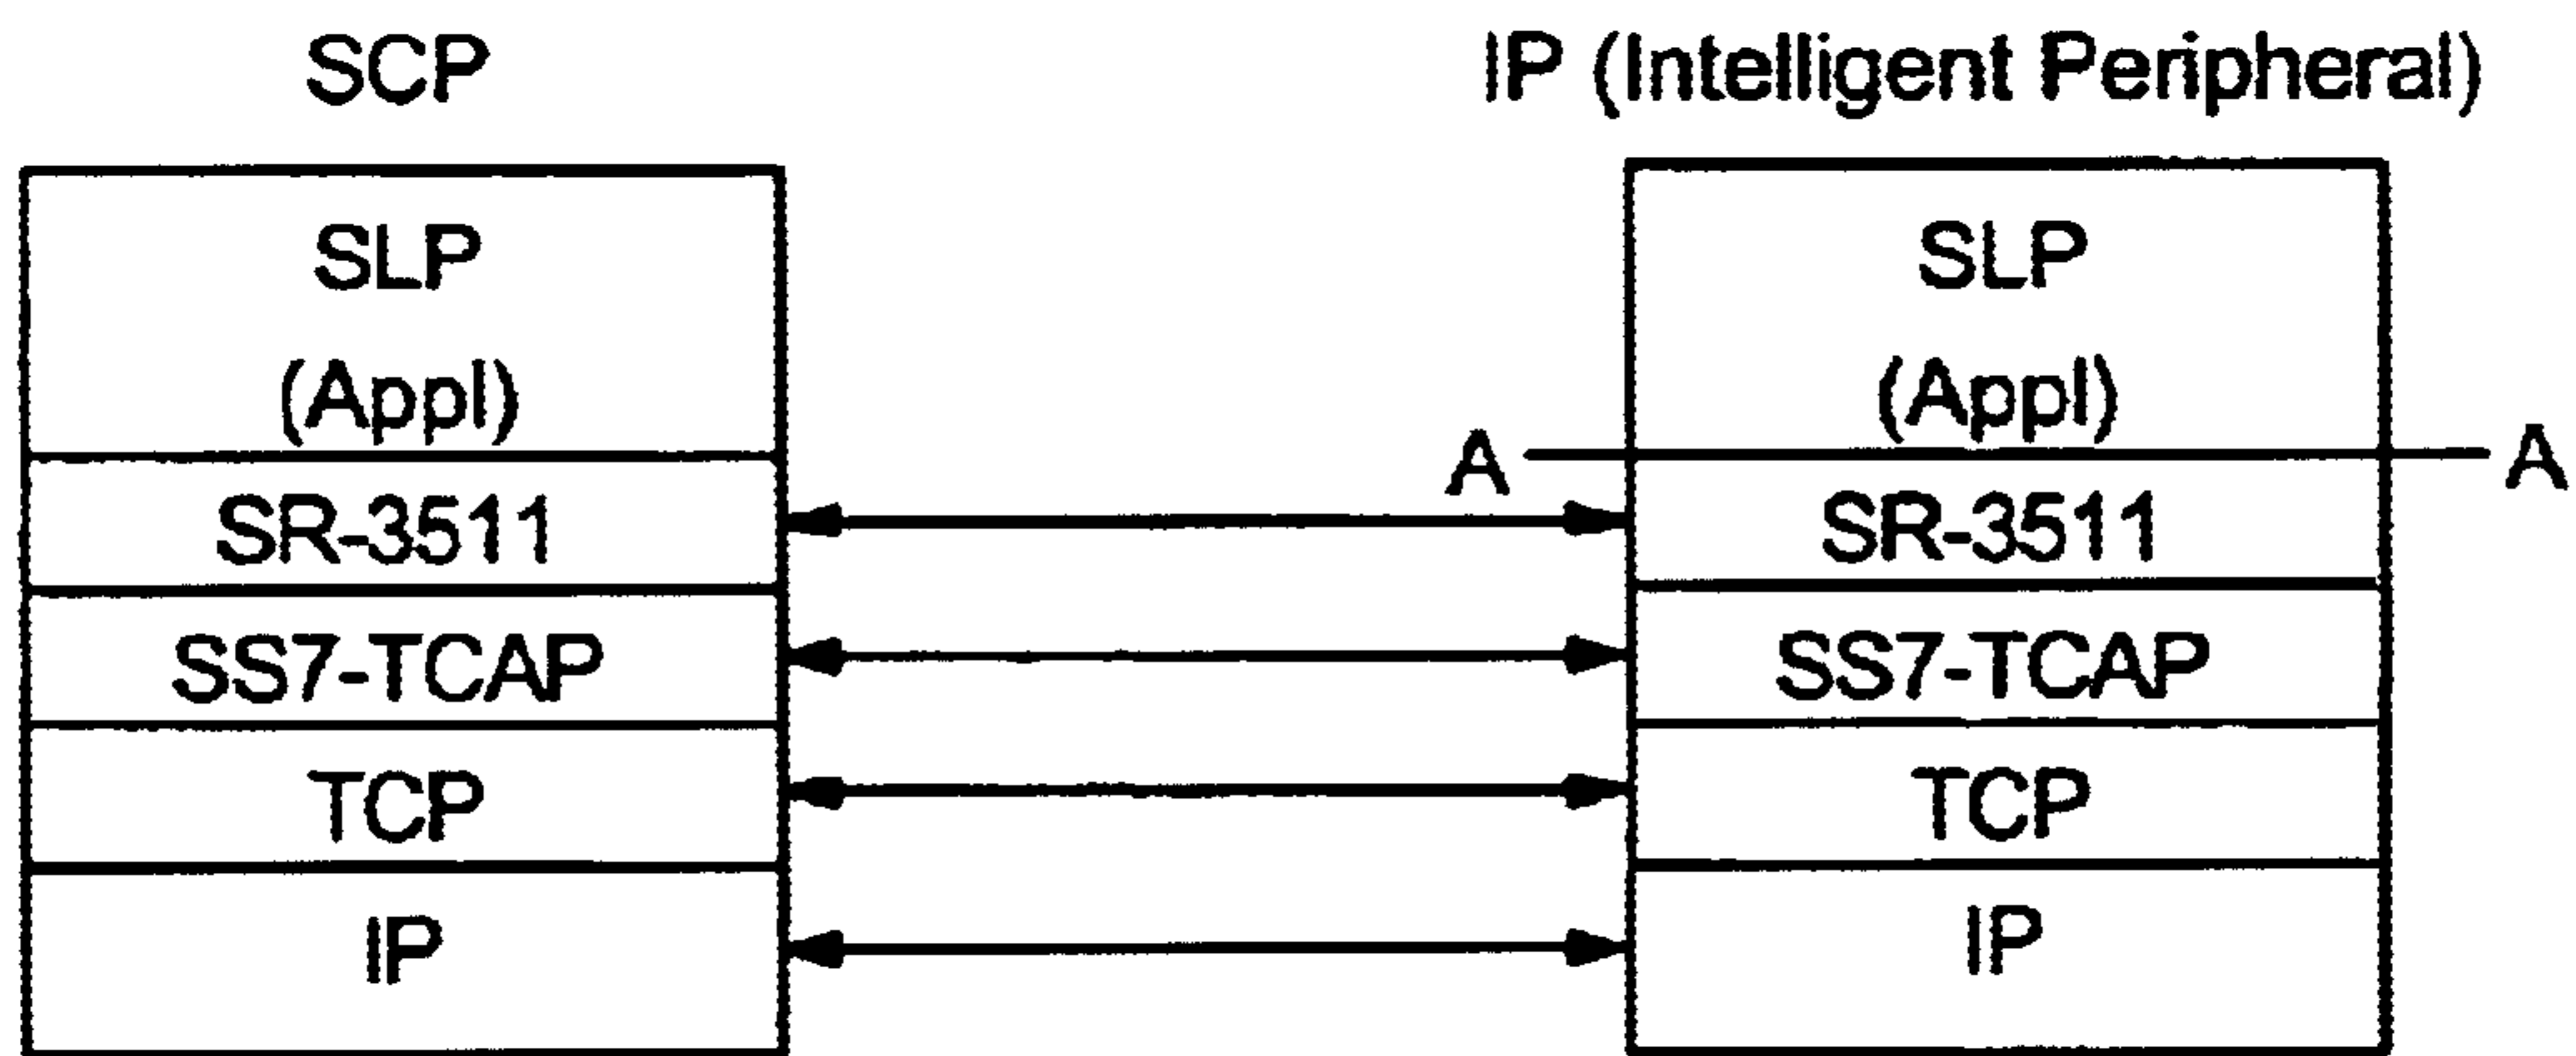 SCP
SLP
(Appl)
SR-3511
SS7-TCAP
TCP
IP
IP (Intelligent Peripheral)
SLP
(Appl)
A
A
SR-3511
SS7-TCAP
TCP
IP